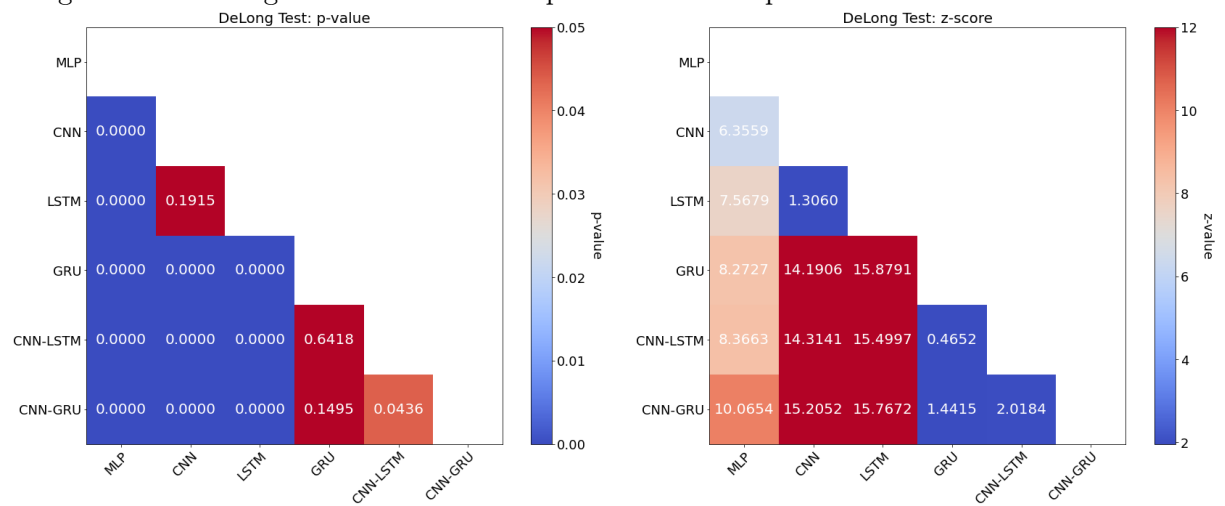 DeLong Test: p-value
MLP
CNN
LSTM
GRU
CNN-LSTM
CNN-GRU
0.0000
0.0000 0.1915
0.0000 0.0000 0.0000
0.0000 0.0000 0.0000 0.6418
0.0000 0.0000 0.0000 0.1495 0.0436
MLP CNN LSTM GRU CNN-LSTM CNN-GRU
0.05
0.04
0.03
0.02
0.01
0.00
p-value
DeLong Test: z-score
MLP
CNN
LSTM
GRU
CNN-LSTM
CNN-GRU
6.3559
7.5679 1.3060
8.2727 14.1906 15.8791
8.3663 14.3141 15.4997 0.4652
10.0654 15.2052 15.7672 1.4415 2.0184
MLP CNN LSTM GRU CNN-LSTM CNN-GRU
12
10
8
6
4
2
z-value